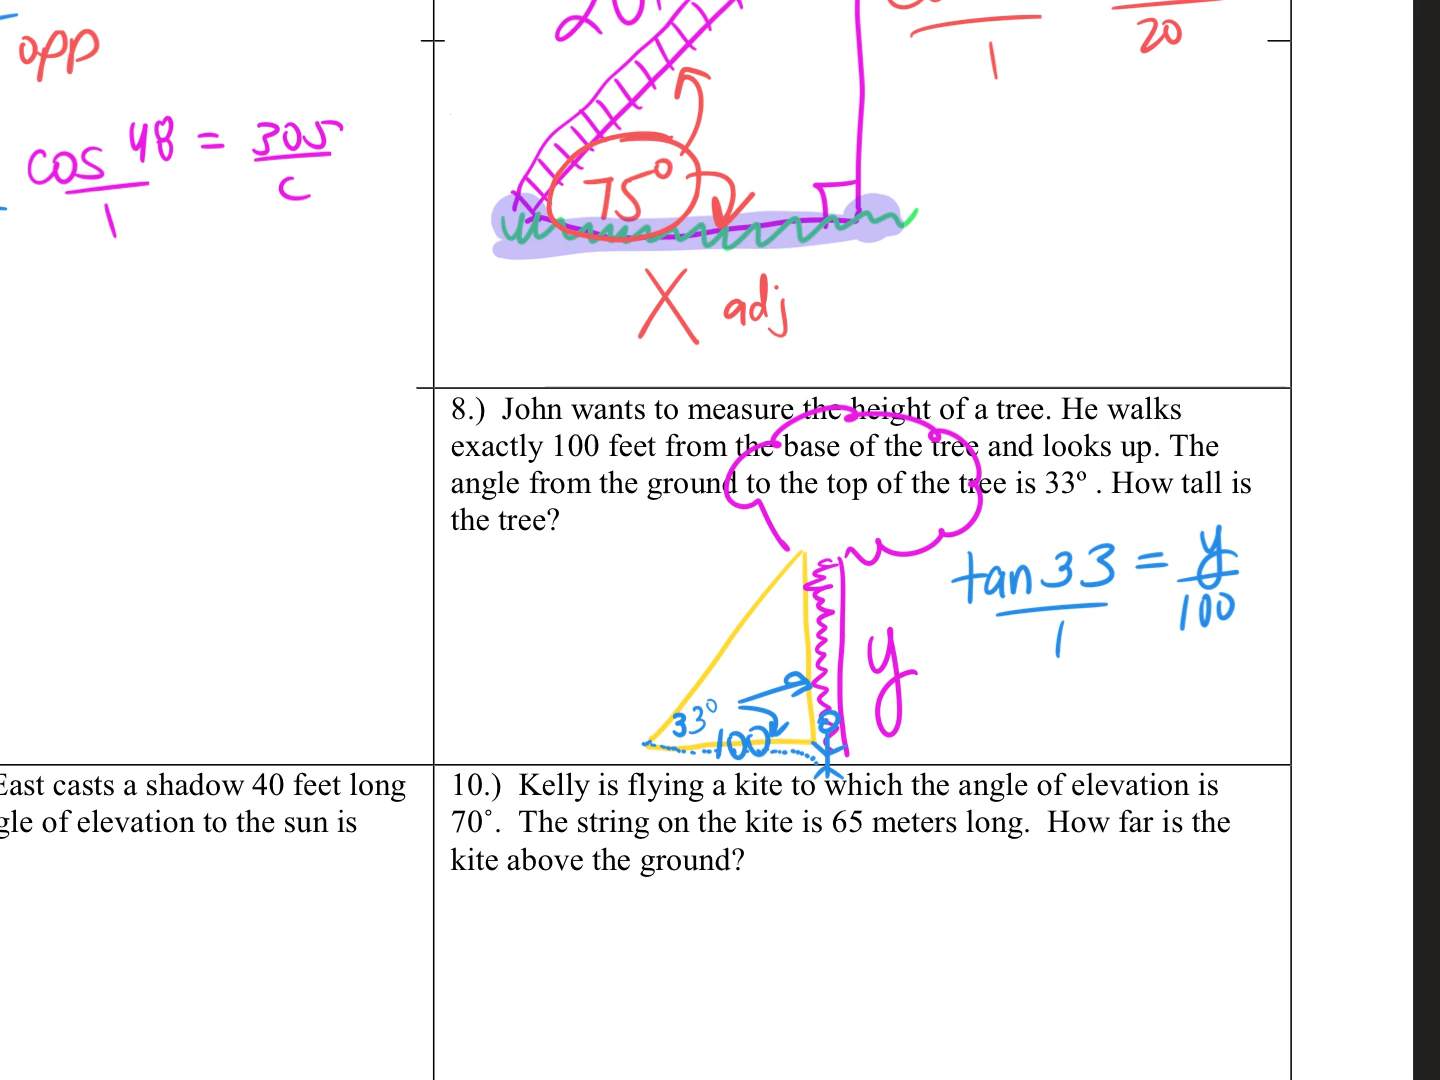 opp
cos 48 = 305
1 c
1 20
75°
X adj
8.) John wants to measure the height of a tree. He walks
exactly 100 feet from the base of the tree and looks up. The
angle from the ground to the top of the tree is 33º . How tall is
the tree?
tan 33 = y
1 100
y
33°
100
East casts a shadow 40 feet long
gle of elevation to the sun is
10.) Kelly is flying a kite to which the angle of elevation is
70˚. The string on the kite is 65 meters long. How far is the
kite above the ground?